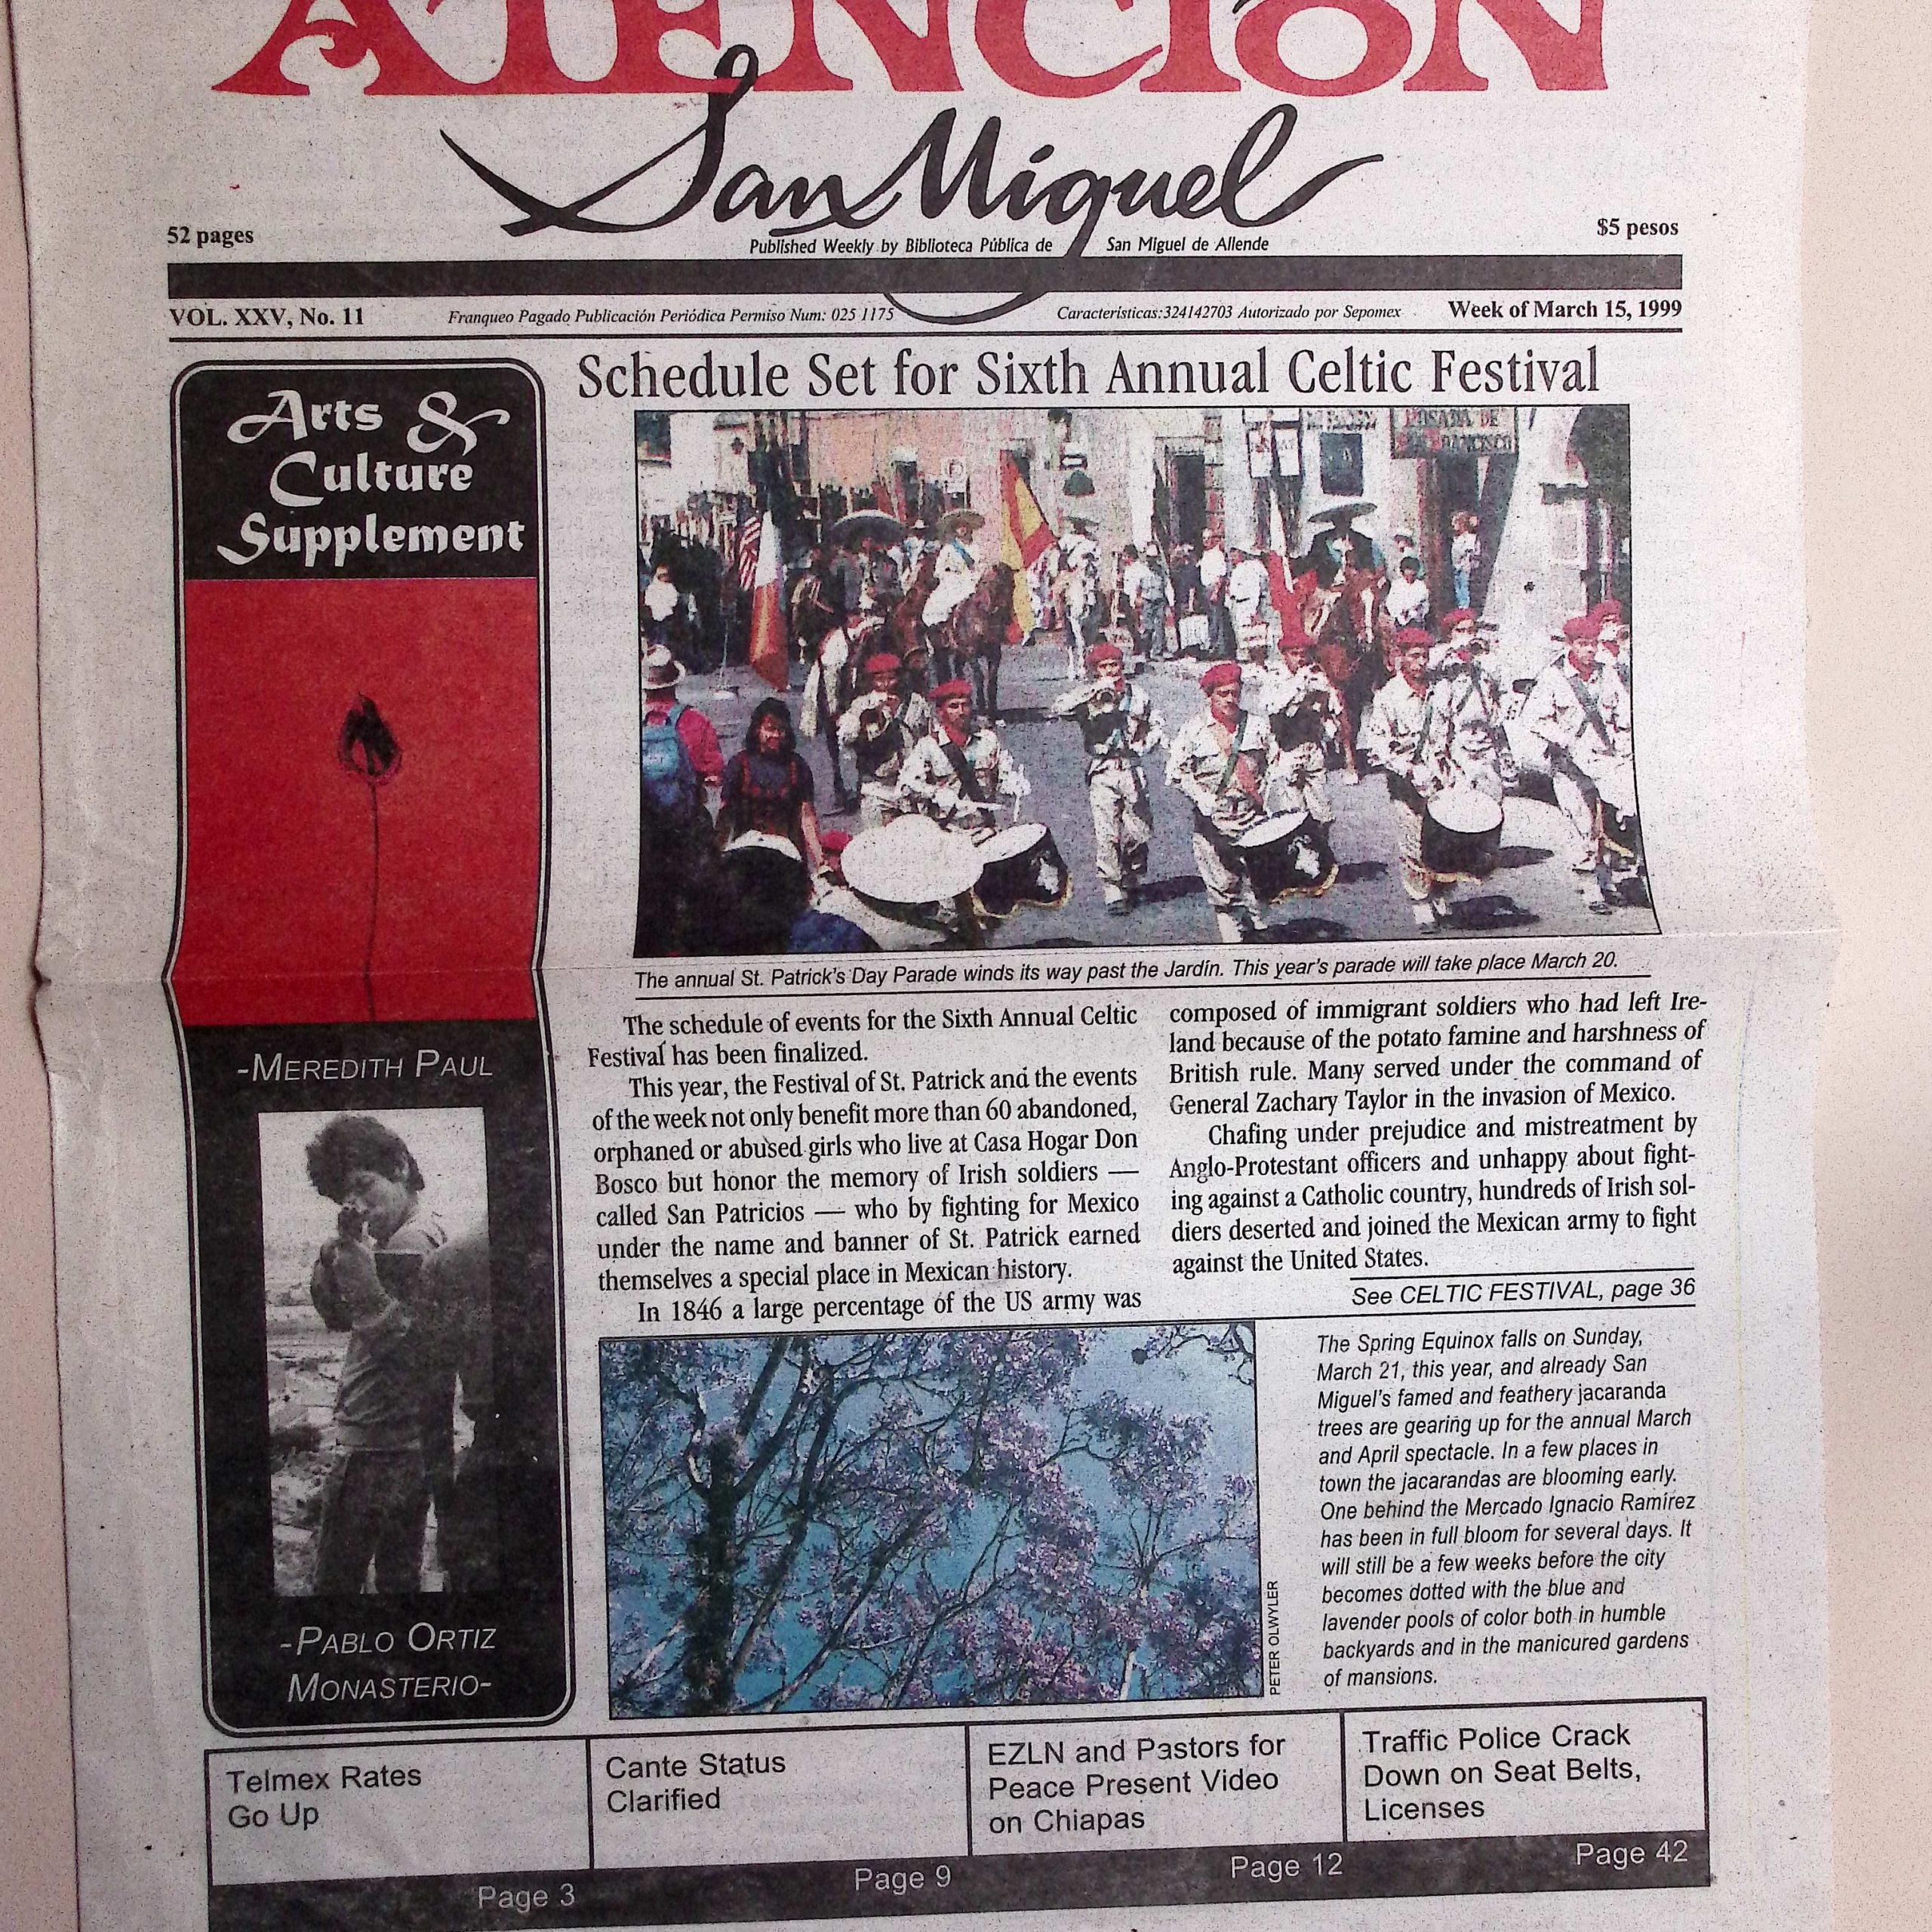 ATENCIÓN
San Miguel
52 pages
$5 pesos
Published Weekly by Biblioteca Pública de San Miguel de Allende
VOL. XXV, No. 11
Franqueo Pagado Publicación Periódica Permiso Num: 025 1175
Características:324142703 Autorizado por Sepomex
Week of March 15, 1999
Arts &
Culture
Supplement
-MEREDITH PAUL
-PABLO ORTIZ
MONASTERIO-
Schedule Set for Sixth Annual Celtic Festival
POSADA DE
SAN FRANCISCO
The annual St. Patrick's Day Parade winds its way past the Jardín. This year's parade will take place March 20.
The schedule of events for the Sixth Annual Celtic
Festival has been finalized.
This year, the Festival of St. Patrick and the events
of the week not only benefit more than 60 abandoned,
orphaned or abused girls who live at Casa Hogar Don
Bosco but honor the memory of Irish soldiers —
called San Patricios — who by fighting for Mexico
under the name and banner of St. Patrick earned
themselves a special place in Mexican history.
In 1846 a large percentage of the US army was
composed of immigrant soldiers who had left Ire-
land because of the potato famine and harshness of
British rule. Many served under the command of
General Zachary Taylor in the invasion of Mexico.
Chafing under prejudice and mistreatment by
Anglo-Protestant officers and unhappy about fight-
ing against a Catholic country, hundreds of Irish sol-
diers deserted and joined the Mexican army to fight
against the United States.
See CELTIC FESTIVAL, page 36
PETER OLWYLER
The Spring Equinox falls on Sunday,
March 21, this year, and already San
Miguel's famed and feathery jacaranda
trees are gearing up for the annual March
and April spectacle. In a few places in
town the jacarandas are blooming early.
One behind the Mercado Ignacio Ramírez
has been in full bloom for several days. It
will still be a few weeks before the city
becomes dotted with the blue and
lavender pools of color both in humble
backyards and in the manicured gardens
of mansions.
Telmex Rates
Go Up
Page 3
Cante Status
Clarified
Page 9
EZLN and Pastors for
Peace Present Video
on Chiapas
Page 12
Traffic Police Crack
Down on Seat Belts,
Licenses
Page 42